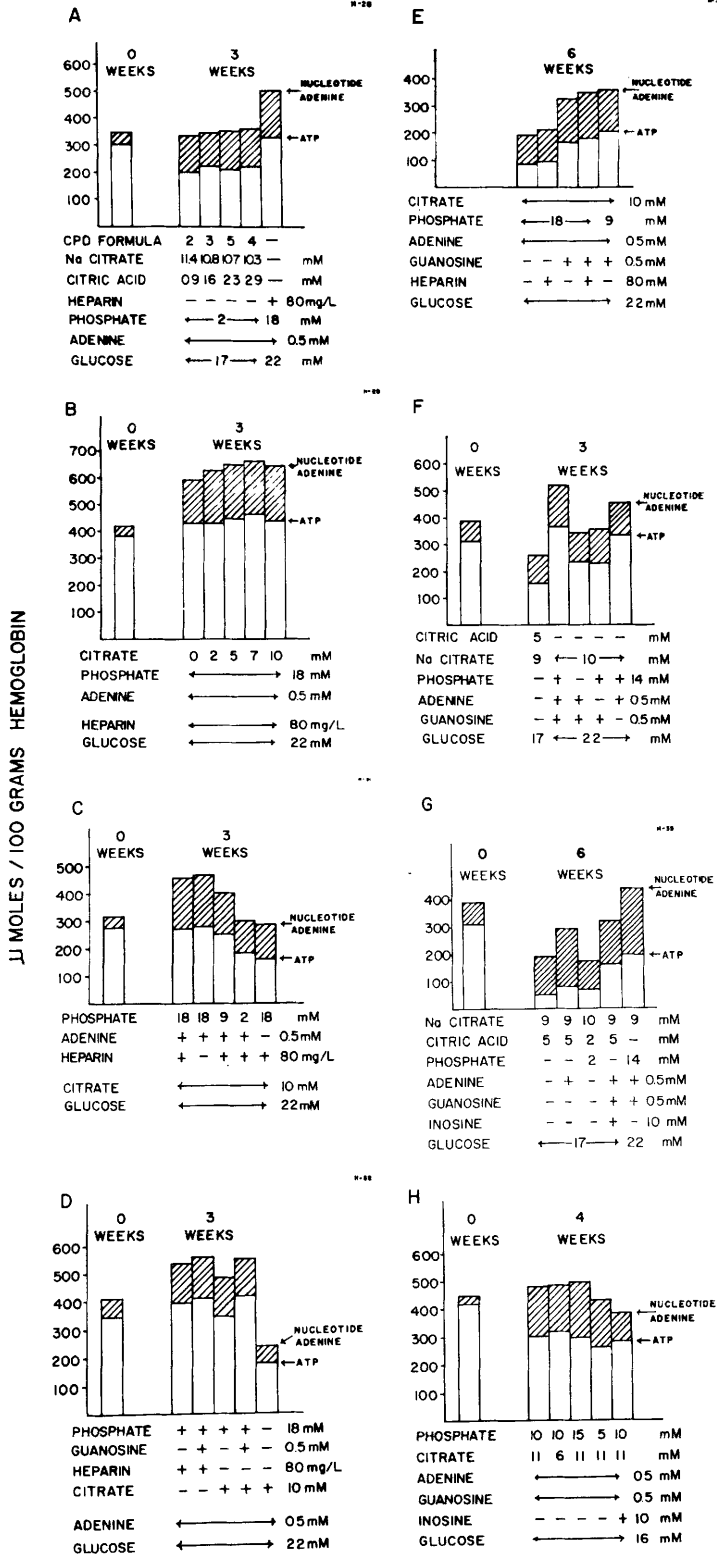 μ MOLES / 100 GRAMS HEMOGLOBIN
A
0 WEEKS
3 WEEKS
600
500
400
300
200
100
NUCLEOTIDE ADENINE
ATP
CPD FORMULA 2 3 5 4 —
Na CITRATE 11.4 10.8 10.7 10.3 — mM
CITRIC ACID 0.9 1.6 2.3 2.9 — mM
HEPARIN – – – – + 80mg/L
PHOSPHATE ←2→ 18 mM
ADENINE ←→ 0.5 mM
GLUCOSE ←17→ 22 mM
B
0 WEEKS
3 WEEKS
700
600
500
400
300
200
100
NUCLEOTIDE ADENINE
ATP
CITRATE 0 2 5 7 10 mM
PHOSPHATE ←→ 18 mM
ADENINE ←→ 0.5 mM
HEPARIN ←→ 80 mg/L
GLUCOSE ←→ 22 mM
C
0 WEEKS
3 WEEKS
500
400
300
200
100
NUCLEOTIDE ADENINE
ATP
PHOSPHATE 18 18 9 2 18 mM
ADENINE + + + + – 0.5mM
HEPARIN + – + + + 80 mg/L
CITRATE ←→ 10 mM
GLUCOSE ←→ 22mM
D
0 WEEKS
3 WEEKS
600
500
400
300
200
100
NUCLEOTIDE ADENINE
ATP
PHOSPHATE + + + + – 18 mM
GUANOSINE – + – + – 0.5mM
HEPARIN + + – – – 80mg/L
CITRATE – – + + + 10 mM
ADENINE ←→ 0.5 mM
GLUCOSE ←→ 22mM
E
6 WEEKS
400
300
200
100
NUCLEOTIDE ADENINE
ATP
CITRATE ←→ 10 mM
PHOSPHATE ←18→ 9 mM
ADENINE ←→ 0.5 mM
GUANOSINE – – + + + 0.5 mM
HEPARIN – + – + – 80 mM
GLUCOSE ←→ 22 mM
F
0 WEEKS
3 WEEKS
600
500
400
300
200
100
NUCLEOTIDE ADENINE
ATP
CITRIC ACID 5 – – – – mM
Na CITRATE 9 ←10→ mM
PHOSPHATE – + – + + 14 mM
ADENINE – + + – + 0.5 mM
GUANOSINE – + + + – 0.5 mM
GLUCOSE 17 ←22→ mM
G
0 WEEKS
6 WEEKS
400
300
200
100
NUCLEOTIDE ADENINE
ATP
Na CITRATE 9 9 10 9 9 mM
CITRIC ACID 5 5 2 5 – mM
PHOSPHATE – – 2 – 14 mM
ADENINE – + – + + 0.5mM
GUANOSINE – – – + + 0.5mM
INOSINE – – – + – 10 mM
GLUCOSE ←17→ 22 mM
H
0 WEEKS
4 WEEKS
600
500
400
300
200
100
NUCLEOTIDE ADENINE
ATP
PHOSPHATE 10 10 15 5 10 mM
CITRATE 11 6 11 11 11 mM
ADENINE ←→ 0.5 mM
GUANOSINE ←→ 0.5 mM
INOSINE – – – – + 10 mM
GLUCOSE ←→ 16 mM